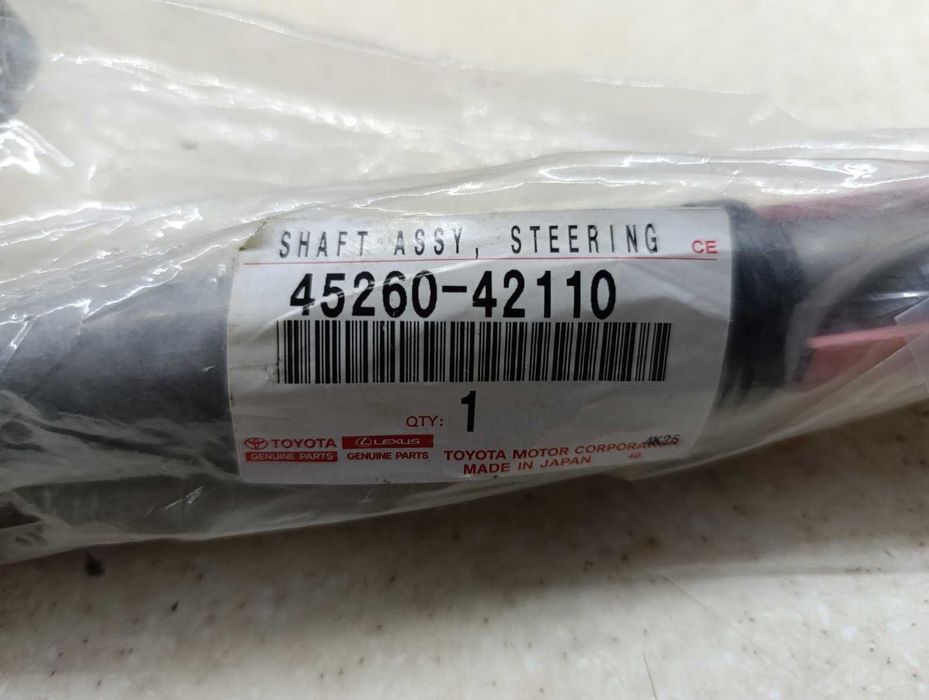 SHAFT ASSY, STEERING CE
45260-42110
QTY: 1
TOYOTA LEXUS
GENUINE PARTS GENUINE PARTS
TOYOTA MOTOR CORPORA 4K25
MADE IN JAPAN 40